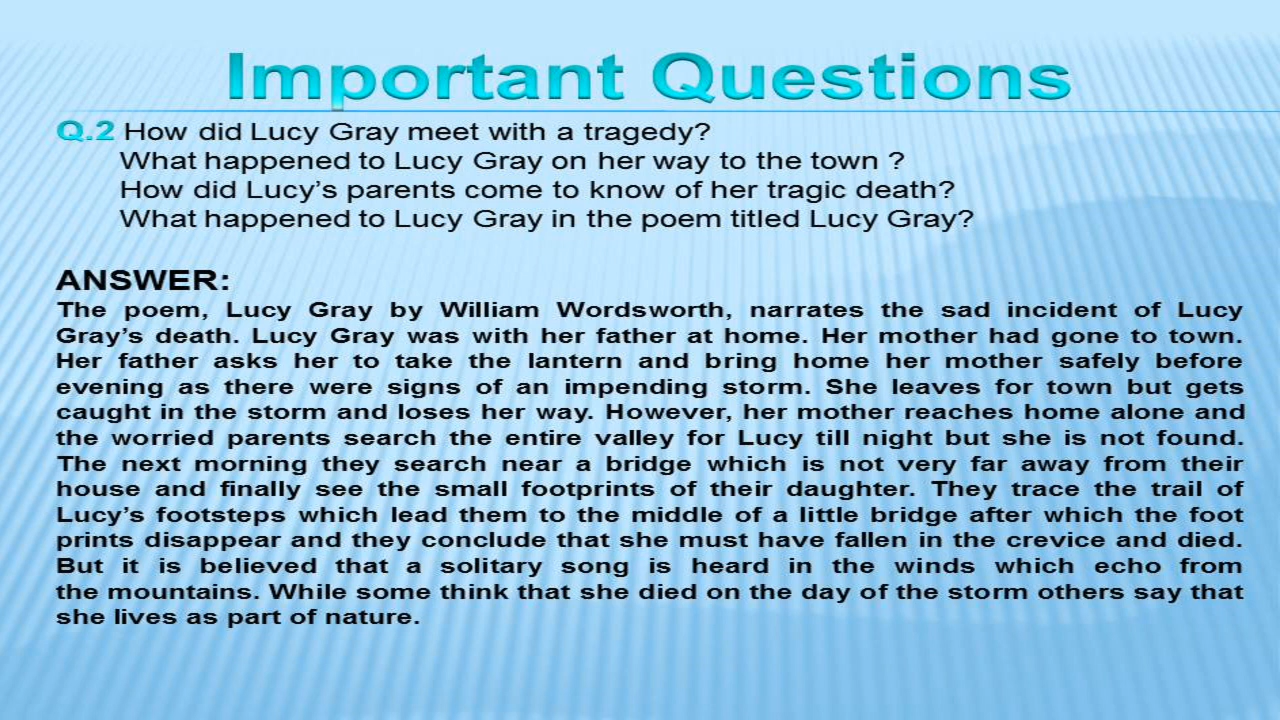 Important Questions
Q.2 How did Lucy Gray meet with a tragedy?
What happened to Lucy Gray on her way to the town ?
How did Lucy’s parents come to know of her tragic death?
What happened to Lucy Gray in the poem titled Lucy Gray?
ANSWER:
The poem, Lucy Gray by William Wordsworth, narrates the sad incident of Lucy
Gray’s death. Lucy Gray was with her father at home. Her mother had gone to town.
Her father asks her to take the lantern and bring home her mother safely before
evening as there were signs of an impending storm. She leaves for town but gets
caught in the storm and loses her way. However, her mother reaches home alone and
the worried parents search the entire valley for Lucy till night but she is not found.
The next morning they search near a bridge which is not very far away from their
house and finally see the small footprints of their daughter. They trace the trail of
Lucy’s footsteps which lead them to the middle of a little bridge after which the foot
prints disappear and they conclude that she must have fallen in the crevice and died.
But it is believed that a solitary song is heard in the winds which echo from
the mountains. While some think that she died on the day of the storm others say that
she lives as part of nature.